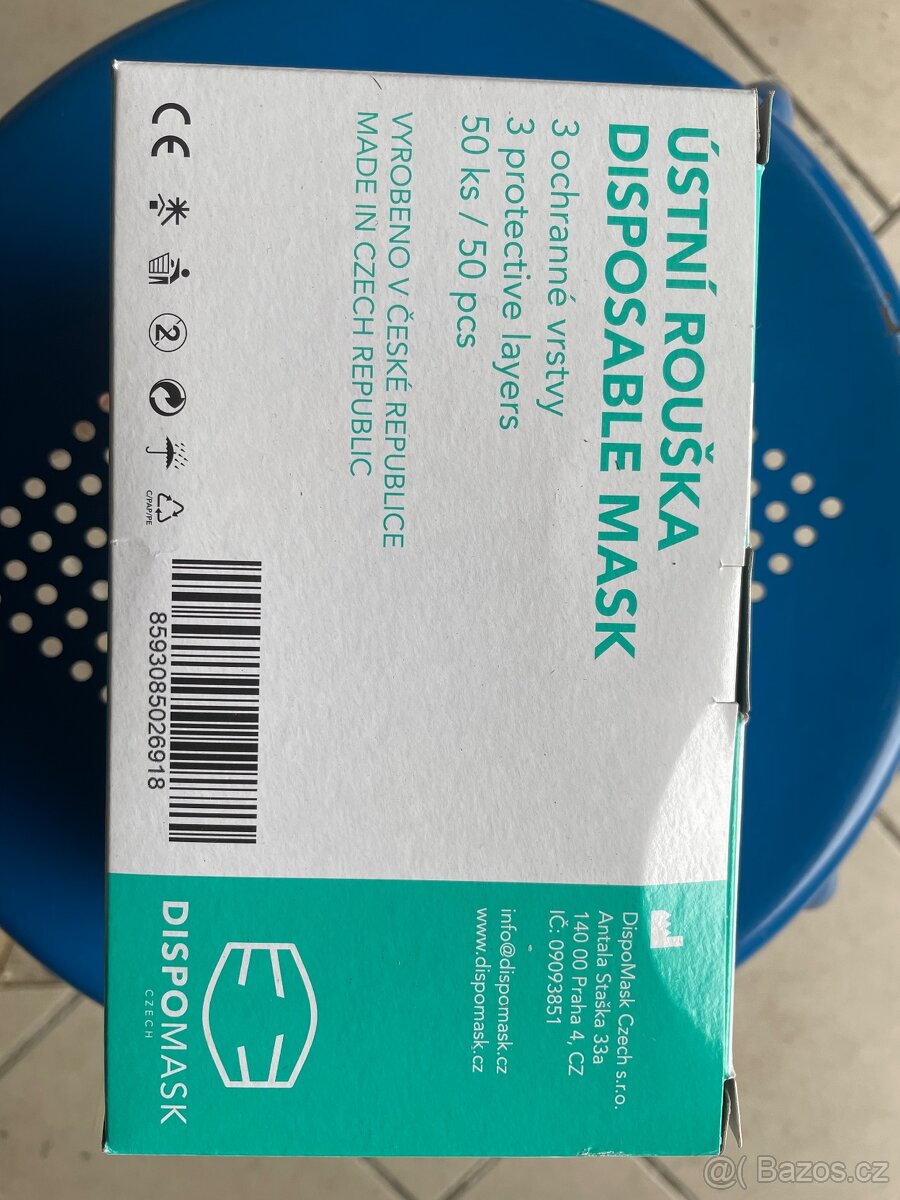 ÚSTNÍ ROUŠKA
DISPOSABLE MASK
3 ochranné vrstvy
3 protective layers
50 ks / 50 pcs
VYROBENO V ČESKÉ REPUBLICE
MADE IN CZECH REPUBLIC
CE
2
C/PAP/PE
8593085026918
DispoMask Czech s.r.o.
Antala Staška 33a
140 00 Praha 4, CZ
IČ: 09093851
info@dispomask.cz
www.dispomask.cz
DISPOMASK
CZECH
@( Bazos.cz